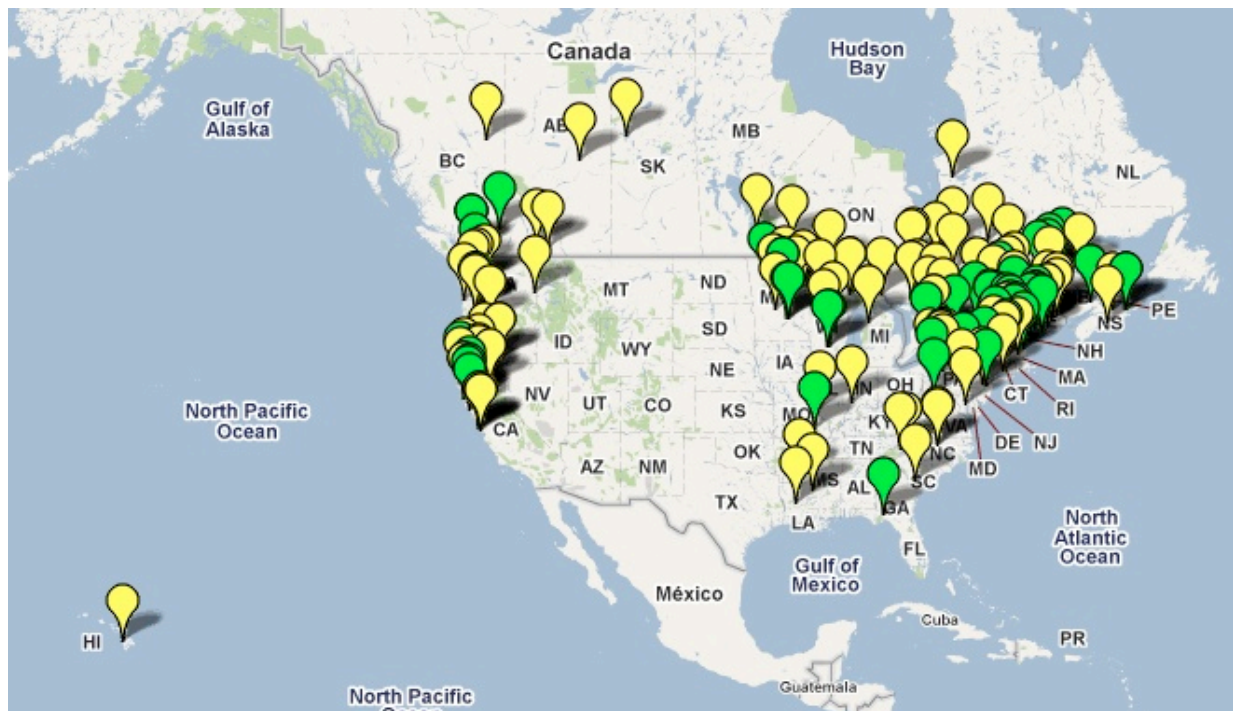 Canada
Hudson
Bay
Gulf of
Alaska
AB
MB
BC
SK
NL
ON
MT
ND
PE
NS
SD
MI
NH
ID
WY
IA
MA
NE
CT
NV
OH
RI
UT
CO
KS
MO
North Pacific
Ocean
CA
KY
VA
DE
NJ
OK
TN
NC
MD
AZ
NM
MS
AL
SC
TX
GA
LA
North
Atlantic
Ocean
FL
Gulf of
Mexico
México
Cuba
HI
PR
Guatemala
North Pacific
Ocean